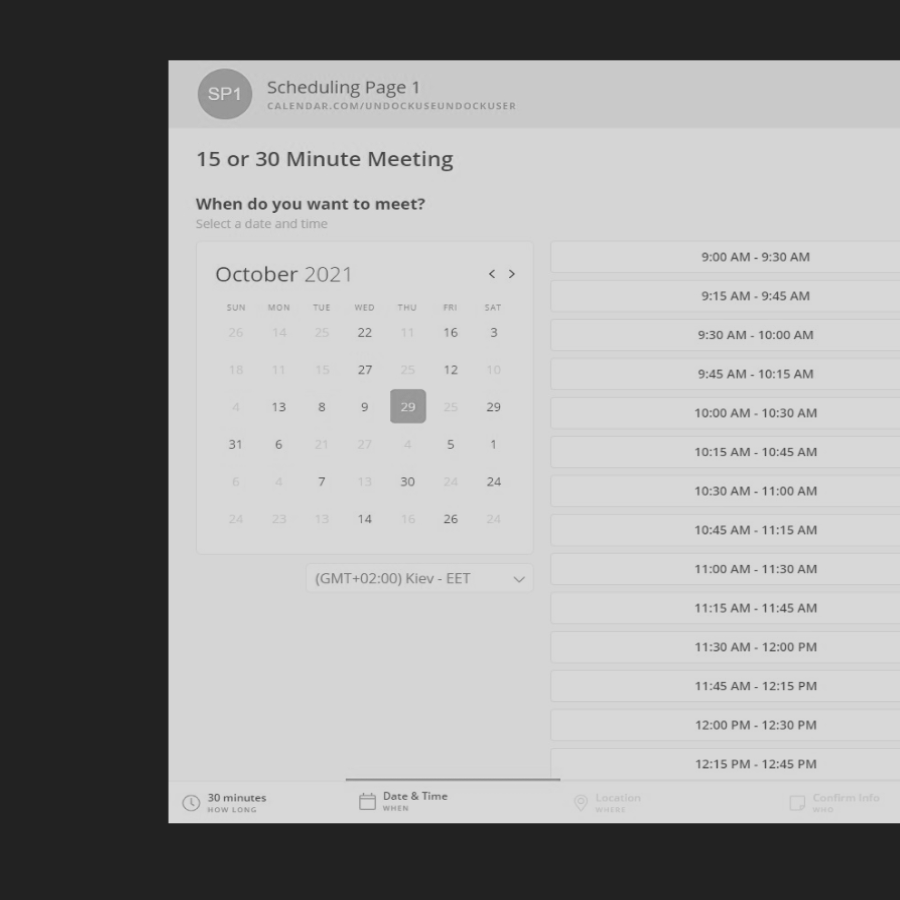 SP1
Scheduling Page 1
CALENDAR.COM/UNDOCKUSEUNDOCKUSER
15 or 30 Minute Meeting
When do you want to meet?
Select a date and time
October 2021 < >
SUN MON TUE WED THU FRI SAT
26 14 25 22 11 16 3
18 11 15 27 25 12 10
4 13 8 9 29 25 29
31 6 21 27 4 5 1
6 4 7 13 30 24 24
24 23 13 14 16 26 24
(GMT+02:00) Kiev - EET
9:00 AM - 9:30 AM
9:15 AM - 9:45 AM
9:30 AM - 10:00 AM
9:45 AM - 10:15 AM
10:00 AM - 10:30 AM
10:15 AM - 10:45 AM
10:30 AM - 11:00 AM
10:45 AM - 11:15 AM
11:00 AM - 11:30 AM
11:15 AM - 11:45 AM
11:30 AM - 12:00 PM
11:45 AM - 12:15 PM
12:00 PM - 12:30 PM
12:15 PM - 12:45 PM
30 minutes
HOW LONG
Date & Time
WHEN
Location
WHERE
Confirm Info
WHO